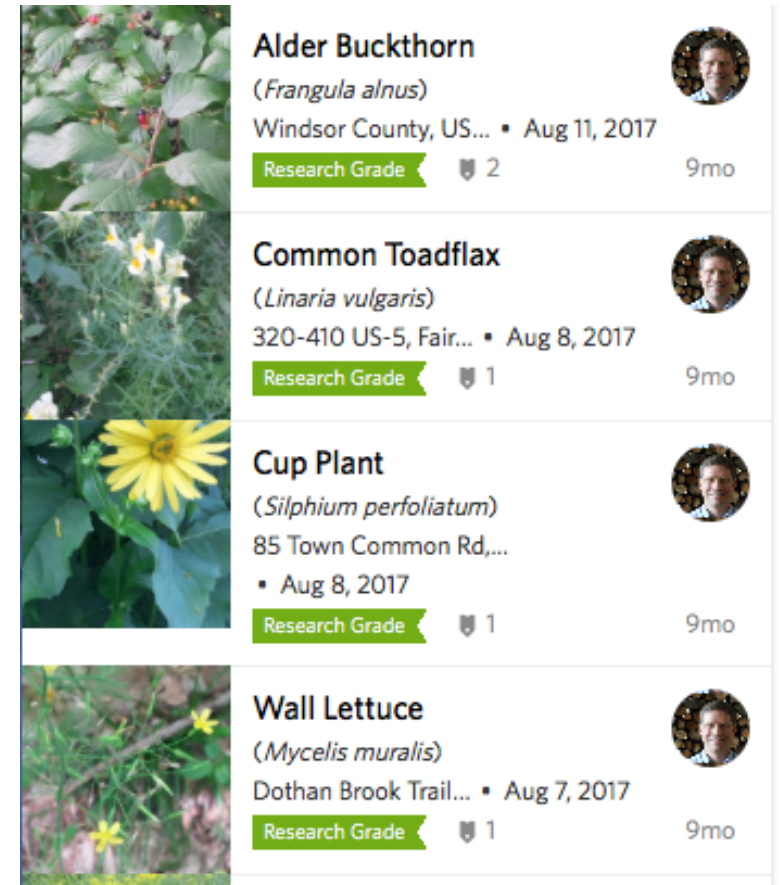 Alder Buckthorn
(Frangula alnus)
Windsor County, US... ▪ Aug 11, 2017
Research Grade 2 9mo
Common Toadflax
(Linaria vulgaris)
320-410 US-5, Fair... ▪ Aug 8, 2017
Research Grade 1 9mo
Cup Plant
(Silphium perfoliatum)
85 Town Common Rd,...
▪ Aug 8, 2017
Research Grade 1 9mo
Wall Lettuce
(Mycelis muralis)
Dothan Brook Trail... ▪ Aug 7, 2017
Research Grade 1 9mo